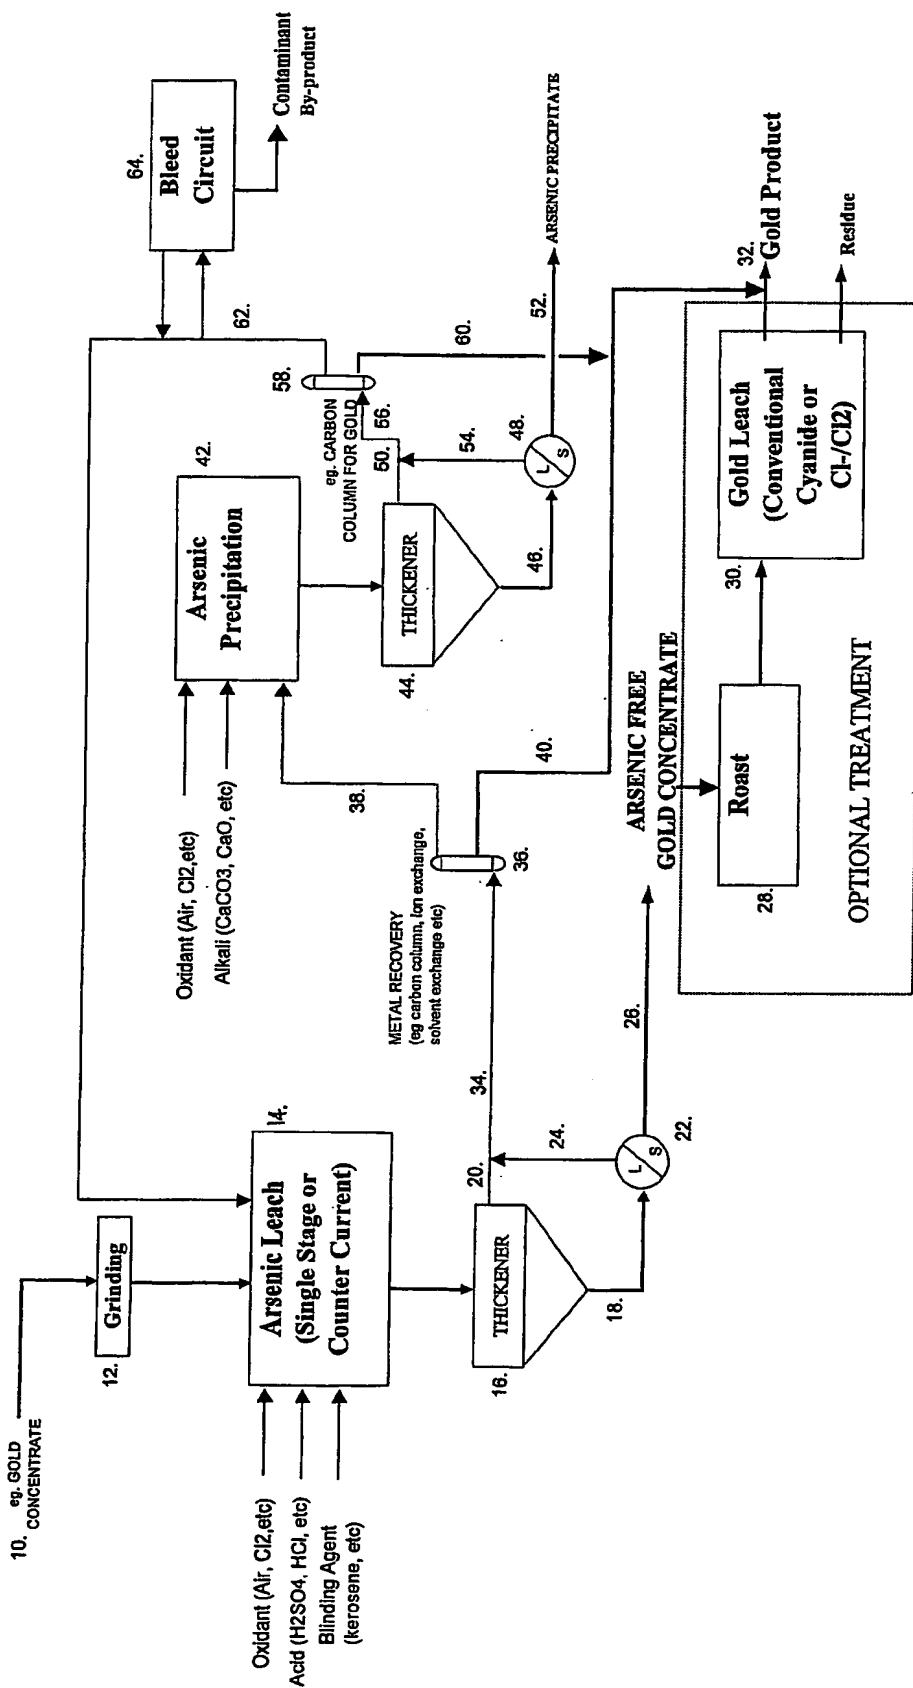 10.
eg. GOLD
CONCENTRATE
12.
Grinding
Oxidant (Air, Cl2,etc)
Acid (H2SO4, HCl, etc)
Blinding Agent
(kerosene, etc)
14.
Arsenic Leach
(Single Stage or
Counter Current)
16.
THICKENER
18.
20.
22.
L
S
24.
26.
ARSENIC FREE
GOLD CONCENTRATE
34.
METAL RECOVERY
(eg carbon column, ion exchange,
solvent exchange etc)
36.
38.
40.
Oxidant (Air, Cl2,etc)
Alkali (CaCO3, CaO, etc)
42.
Arsenic
Precipitation
44.
THICKENER
46.
48.
L
S
50.
52.
ARSENIC PRECIPITATE
54.
56.
eg. CARBON
COLUMN FOR GOLD
58.
60.
62.
64.
Bleed
Circuit
Contaminant
By-product
28.
Roast
30.
Gold Leach
(Conventional
Cyanide or
Cl-/Cl2)
32.
Gold Product
Residue
OPTIONAL TREATMENT